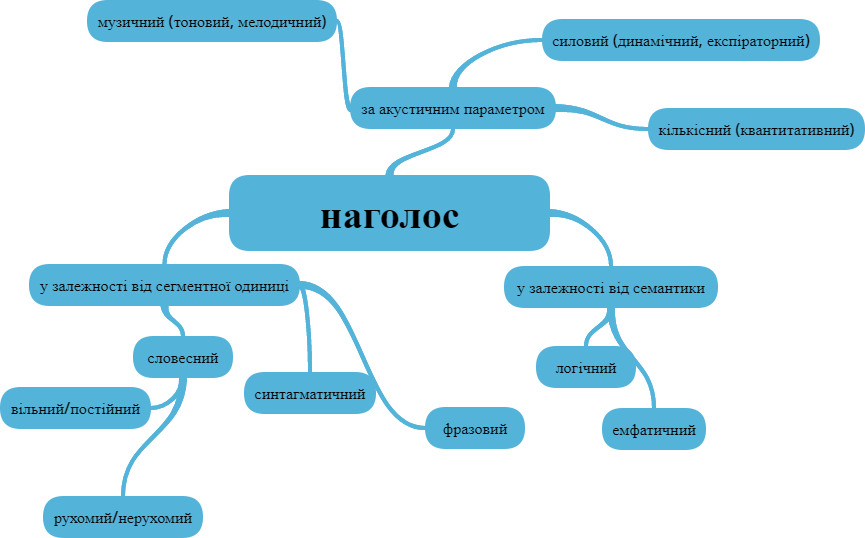 музичний (тоновий, мелодичний)
силовий (динамічний, експіраторний)
за акустичним параметром
кількісний (квантитативний)
наголос
у залежності від сегментної одиниці
у залежності від семантики
словесний
логічний
синтагматичний
вільний/постійний
фразовий
емфатичний
рухомий/нерухомий